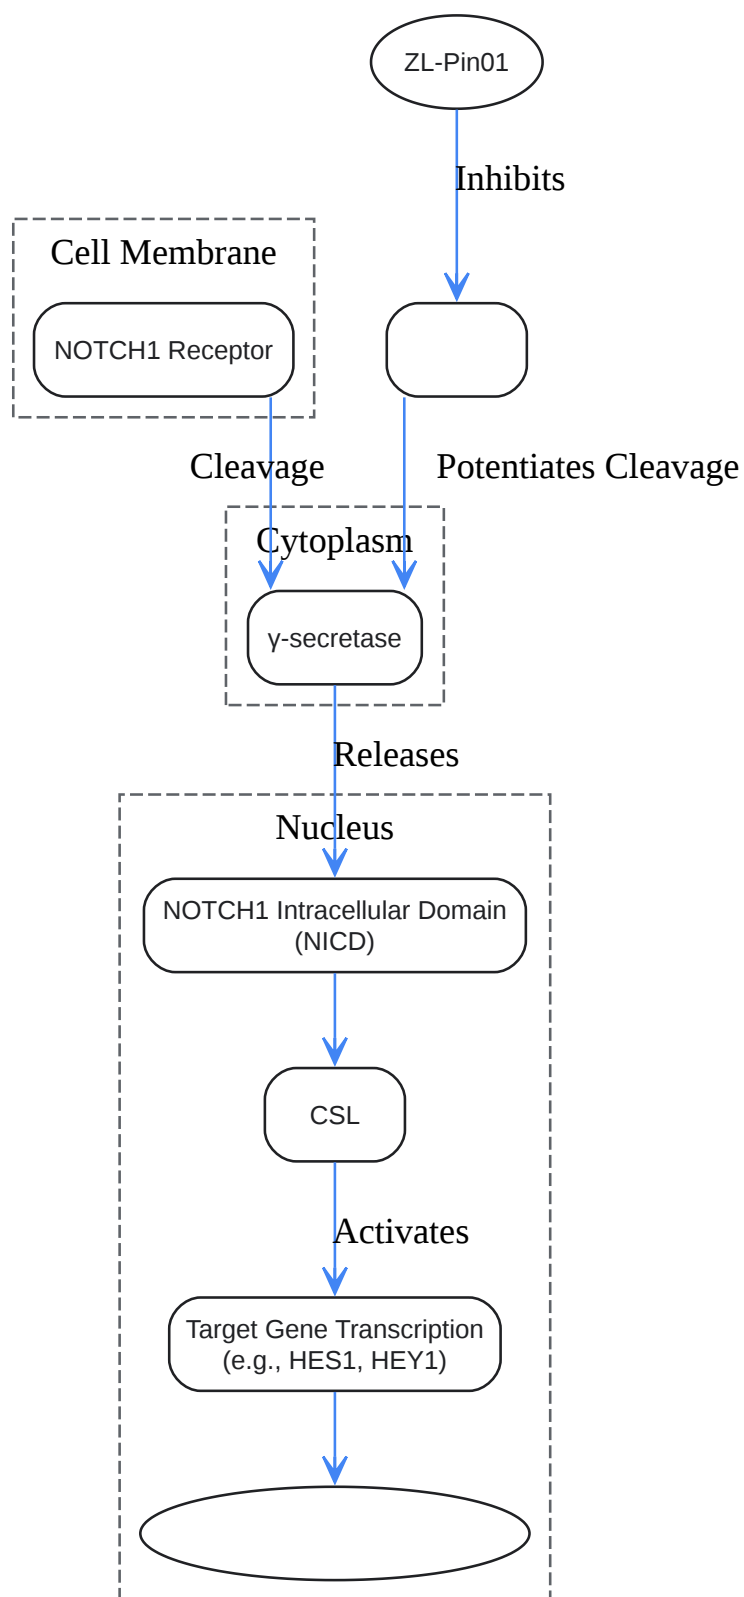 ZL-Pin01
Inhibits
Cell Membrane
NOTCH1 Receptor
Cleavage
Potentiates Cleavage
Cytoplasm
γ-secretase
Releases
Nucleus
NOTCH1 Intracellular Domain
(NICD)
CSL
Activates
Target Gene Transcription
(e.g., HES1, HEY1)